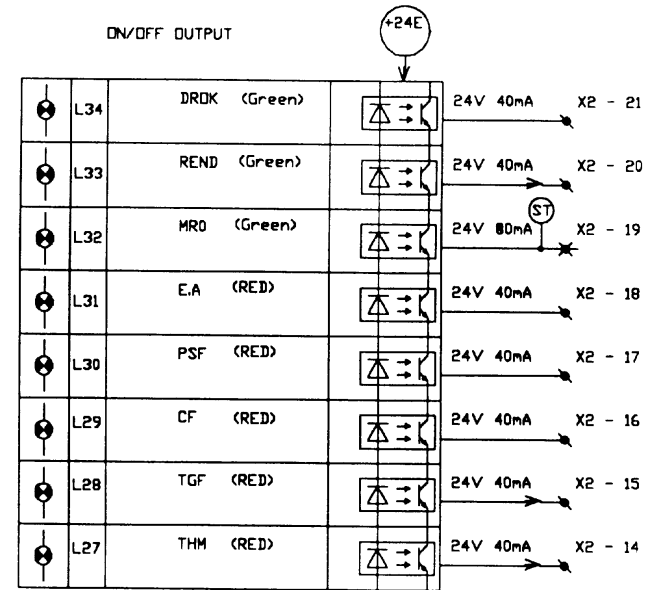 +24E
ON/OFF OUTPUT
L34 DROK (Green) 24V 40mA X2 - 21
L33 REND (Green) 24V 40mA X2 - 20
ST
L32 MRO (Green) 24V 80mA X2 - 19
L31 E.A (RED) 24V 40mA X2 - 18
L30 PSF (RED) 24V 40mA X2 - 17
L29 CF (RED) 24V 40mA X2 - 16
L28 TGF (RED) 24V 40mA X2 - 15
L27 THM (RED) 24V 40mA X2 - 14